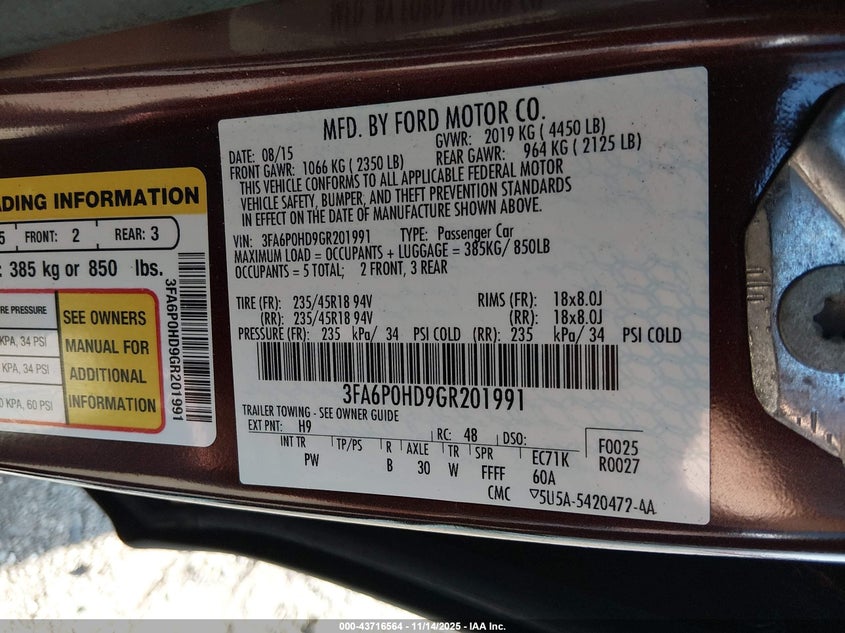 MFD. BY FORD MOTOR CO.
DATE: 08/15
GVWR: 2019 KG ( 4450 LB)
FRONT GAWR: 1066 KG ( 2350 LB)
REAR GAWR: 964 KG ( 2125 LB)
THIS VEHICLE CONFORMS TO ALL APPLICABLE FEDERAL MOTOR
VEHICLE SAFETY, BUMPER, AND THEFT PREVENTION STANDARDS
IN EFFECT ON THE DATE OF MANUFACTURE SHOWN ABOVE.
VIN: 3FA6P0HD9GR201991 TYPE: Passenger Car
MAXIMUM LOAD = OCCUPANTS + LUGGAGE = 385KG/ 850LB
OCCUPANTS = 5 TOTAL; 2 FRONT, 3 REAR
TIRE (FR): 235/45R18 94V RIMS (FR): 18x8.0J
(RR): 235/45R18 94V (RR): 18x8.0J
PRESSURE (FR): 235 kPa/ 34 PSI COLD (RR): 235 kPa/ 34 PSI COLD
3FA6P0HD9GR201991
TRAILER TOWING - SEE OWNER GUIDE
EXT PNT: H9 RC: 48 DSO:
INT TR TP/PS R AXLE TR SPR EC71K
PW B 30 W FFFF 60A
CMC ▽5U5A-5420472-AA
F0025
R0027
ADING INFORMATION
5 FRONT: 2 REAR: 3
: 385 kg or 850 lbs.
RE PRESSURE
KPA, 34 PSI
KPA, 34 PSI
0 KPA, 60 PSI
SEE OWNERS
MANUAL FOR
ADDITIONAL
INFORMATION
3FA6P0HD9GR201991
000-43716564 - 11/14/2025 - IAA Inc.